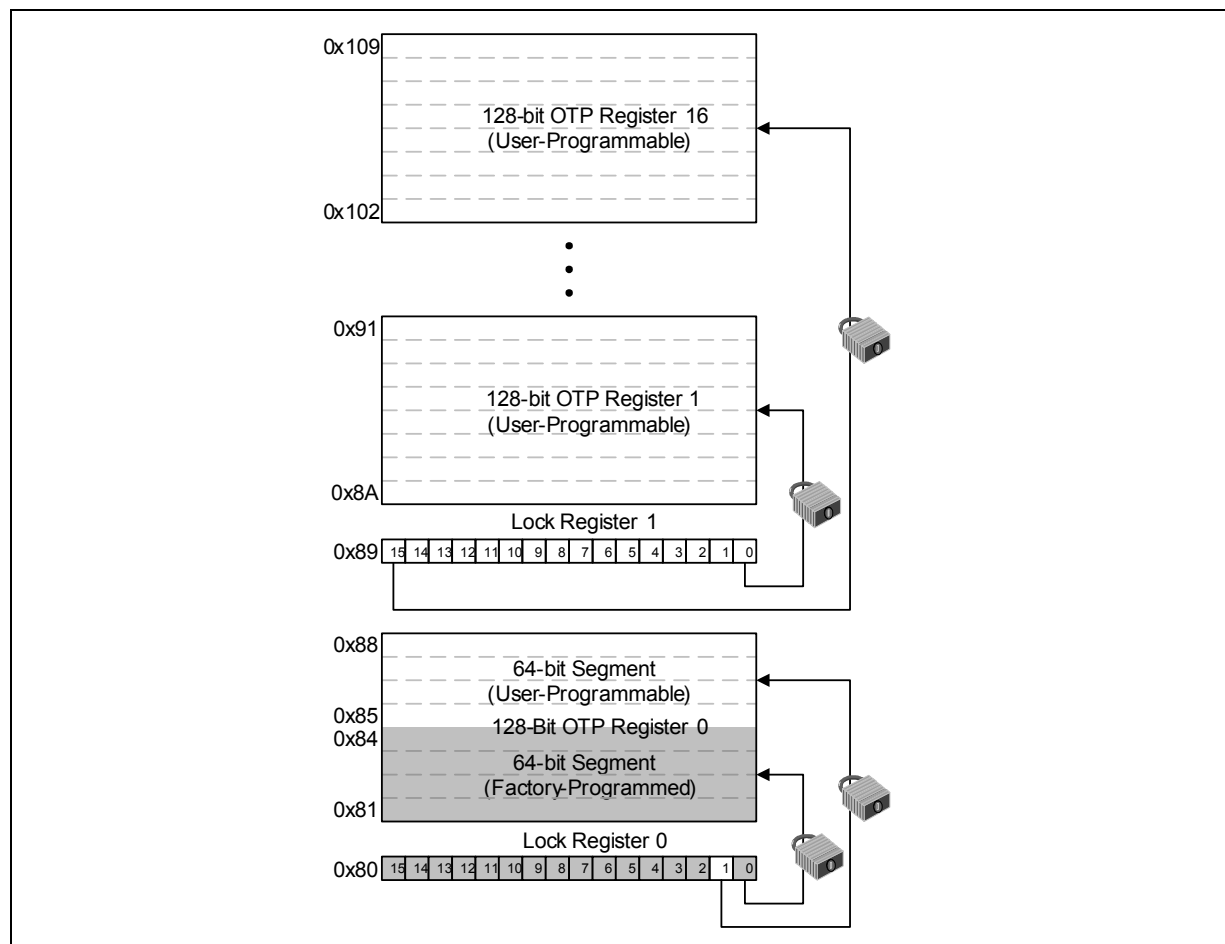 0x109
128-bit OTP Register 16
(User-Programmable)
0x102
0x91
128-bit OTP Register 1
(User-Programmable)
0x8A
Lock Register 1
0x89 15 14 13 12 11 10 9 8 7 6 5 4 3 2 1 0
0x88
64-bit Segment
(User-Programmable)
0x85
128-Bit OTP Register 0
0x84
64-bit Segment
(Factory-Programmed)
0x81
Lock Register 0
0x80 15 14 13 12 11 10 9 8 7 6 5 4 3 2 1 0